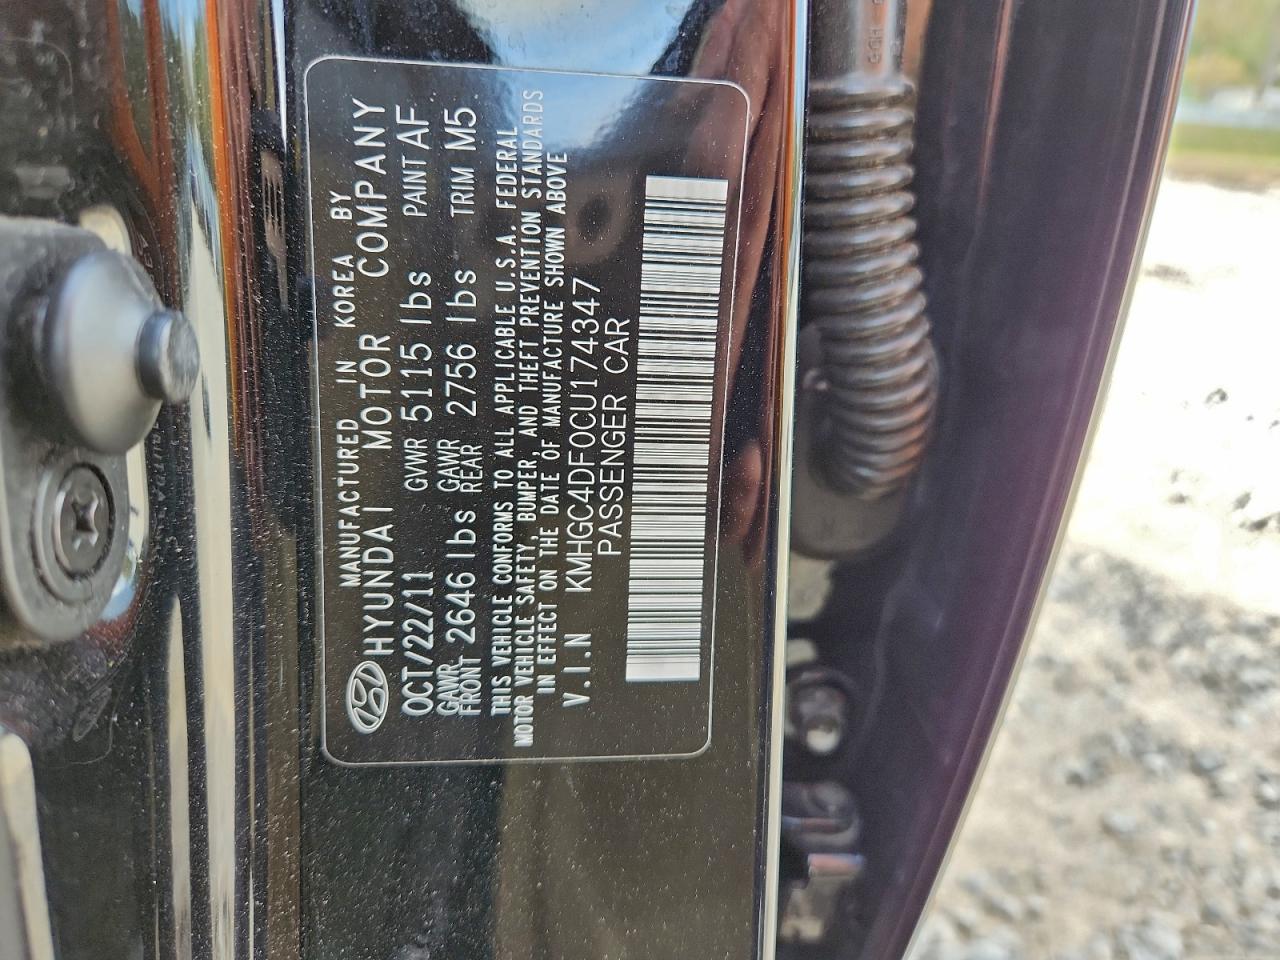 MANUFACTURED IN KOREA BY
HYUNDAI MOTOR COMPANY
OCT/22/11 GVWR 5115 lbs PAINT AF
GAWR FRONT 2646 lbs GAWR REAR 2756 lbs TRIM M5
THIS VEHICLE CONFORMS TO ALL APPLICABLE U.S.A. FEDERAL
MOTOR VEHICLE SAFETY, BUMPER, AND THEFT PREVENTION STANDARDS
IN EFFECT ON THE DATE OF MANUFACTURE SHOWN ABOVE
V.I.N KMHGC4DF0CU174347
PASSENGER CAR